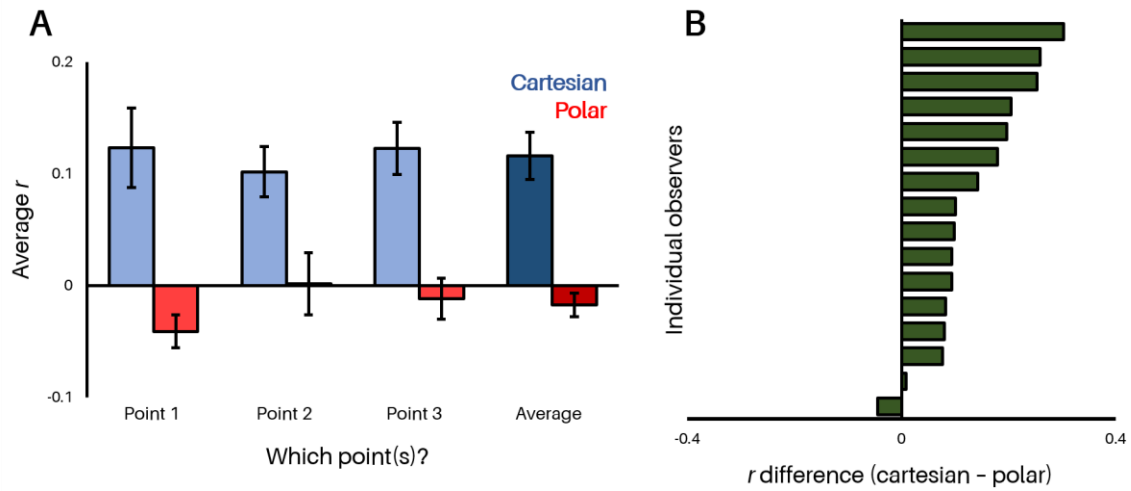 A
0.2
0.1
0
-0.1
Average r
Cartesian
Polar
Point 1
Point 2
Point 3
Average
Which point(s)?
B
Individual observers
-0.4
0
0.4
r difference (cartesian – polar)